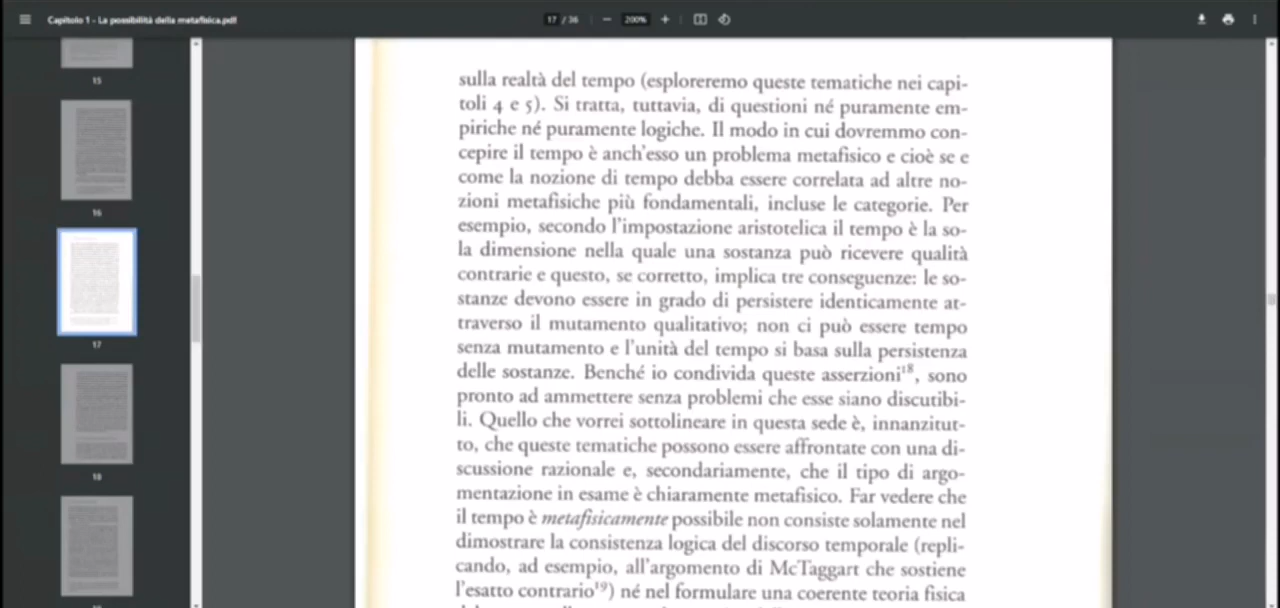 Capitolo 1 - La possibilità della metafisica.pdf
17 / 36
200%
15
16
17
18
sulla realtà del tempo (esploreremo queste tematiche nei capi-
toli 4 e 5). Si tratta, tuttavia, di questioni né puramente em-
piriche né puramente logiche. Il modo in cui dovremmo con-
cepire il tempo è anch'esso un problema metafisico e cioè se e
come la nozione di tempo debba essere correlata ad altre no-
zioni metafisiche più fondamentali, incluse le categorie. Per
esempio, secondo l'impostazione aristotelica il tempo è la so-
la dimensione nella quale una sostanza può ricevere qualità
contrarie e questo, se corretto, implica tre conseguenze: le so-
stanze devono essere in grado di persistere identicamente at-
traverso il mutamento qualitativo; non ci può essere tempo
senza mutamento e l'unità del tempo si basa sulla persistenza
delle sostanze. Benché io condivida queste asserzioni¹⁸, sono
pronto ad ammettere senza problemi che esse siano discutibi-
li. Quello che vorrei sottolineare in questa sede è, innanzitut-
to, che queste tematiche possono essere affrontate con una di-
scussione razionale e, secondariamente, che il tipo di argo-
mentazione in esame è chiaramente metafisico. Far vedere che
il tempo è metafisicamente possibile non consiste solamente nel
dimostrare la consistenza logica del discorso temporale (repli-
cando, ad esempio, all'argomento di McTaggart che sostiene
l'esatto contrario¹⁹) né nel formulare una coerente teoria fisica